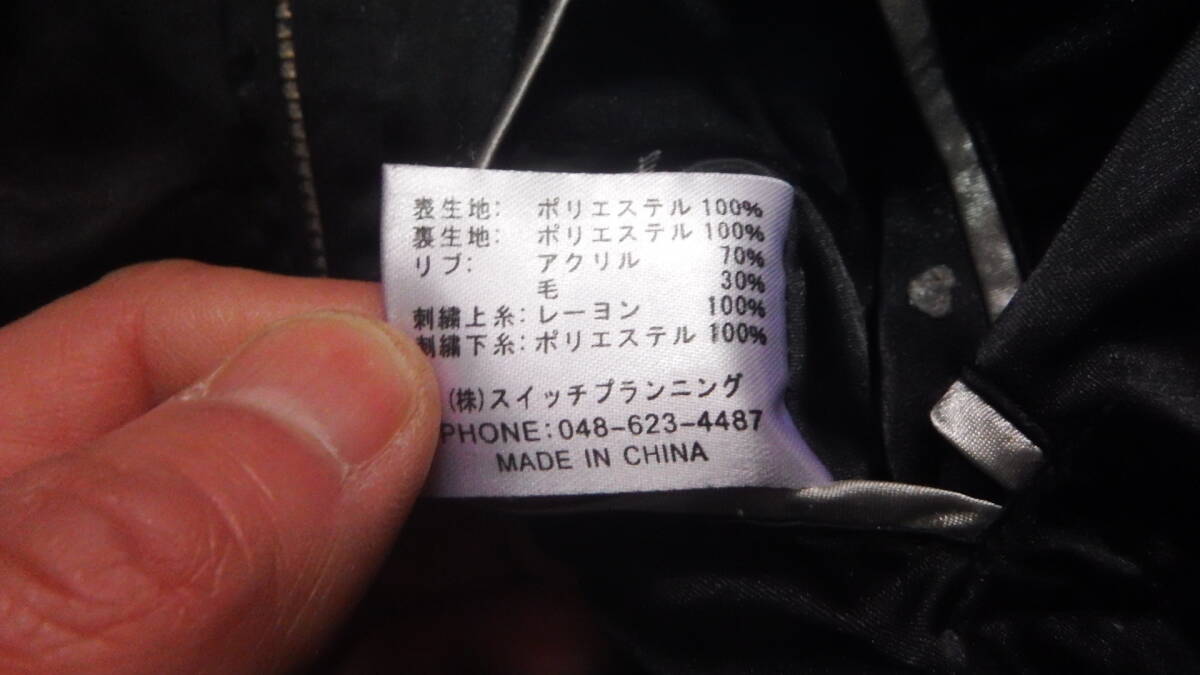 表生地: ポリエステル 100%
裏生地: ポリエステル 100%
リブ: アクリル 70%
毛 30%
刺繍上糸: レーヨン 100%
刺繍下糸: ポリエステル 100%
(株)スイッチプランニング
PHONE: 048-623-4487
MADE IN CHINA